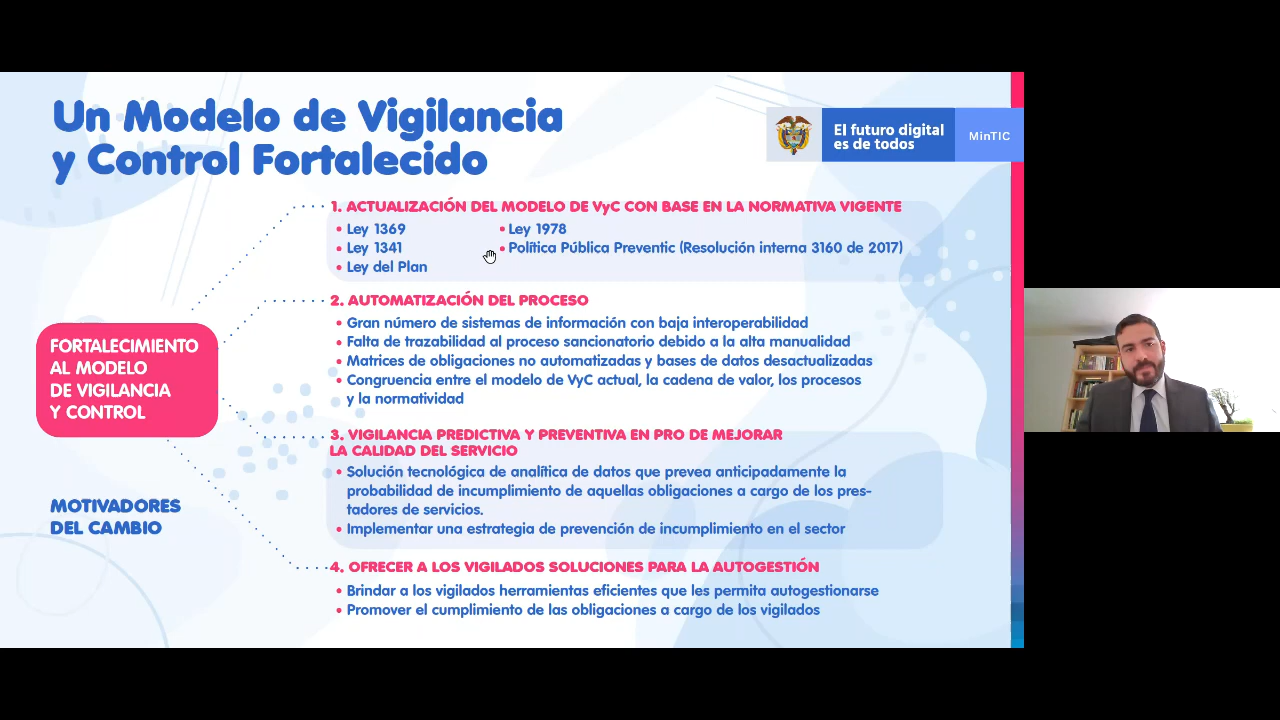 Un Modelo de Vigilancia
y Control Fortalecido
El futuro digital
es de todos
MinTIC
1. ACTUALIZACIÓN DEL MODELO DE VyC CON BASE EN LA NORMATIVA VIGENTE
• Ley 1369
• Ley 1341
• Ley del Plan
• Ley 1978
• Política Pública Preventic (Resolución interna 3160 de 2017)
2. AUTOMATIZACIÓN DEL PROCESO
• Gran número de sistemas de información con baja interoperabilidad
• Falta de trazabilidad al proceso sancionatorio debido a la alta manualidad
• Matrices de obligaciones no automatizadas y bases de datos desactualizadas
• Congruencia entre el modelo de VyC actual, la cadena de valor, los procesos
y la normatividad
FORTALECIMIENTO
AL MODELO
DE VIGILANCIA
Y CONTROL
3. VIGILANCIA PREDICTIVA Y PREVENTIVA EN PRO DE MEJORAR
LA CALIDAD DEL SERVICIO
• Solución tecnológica de analítica de datos que prevea anticipadamente la
probabilidad de incumplimiento de aquellas obligaciones a cargo de los pres-
tadores de servicios.
• Implementar una estrategia de prevención de incumplimiento en el sector
MOTIVADORES
DEL CAMBIO
4. OFRECER A LOS VIGILADOS SOLUCIONES PARA LA AUTOGESTIÓN
• Brindar a los vigilados herramientas eficientes que les permita autogestionarse
• Promover el cumplimiento de las obligaciones a cargo de los vigilados